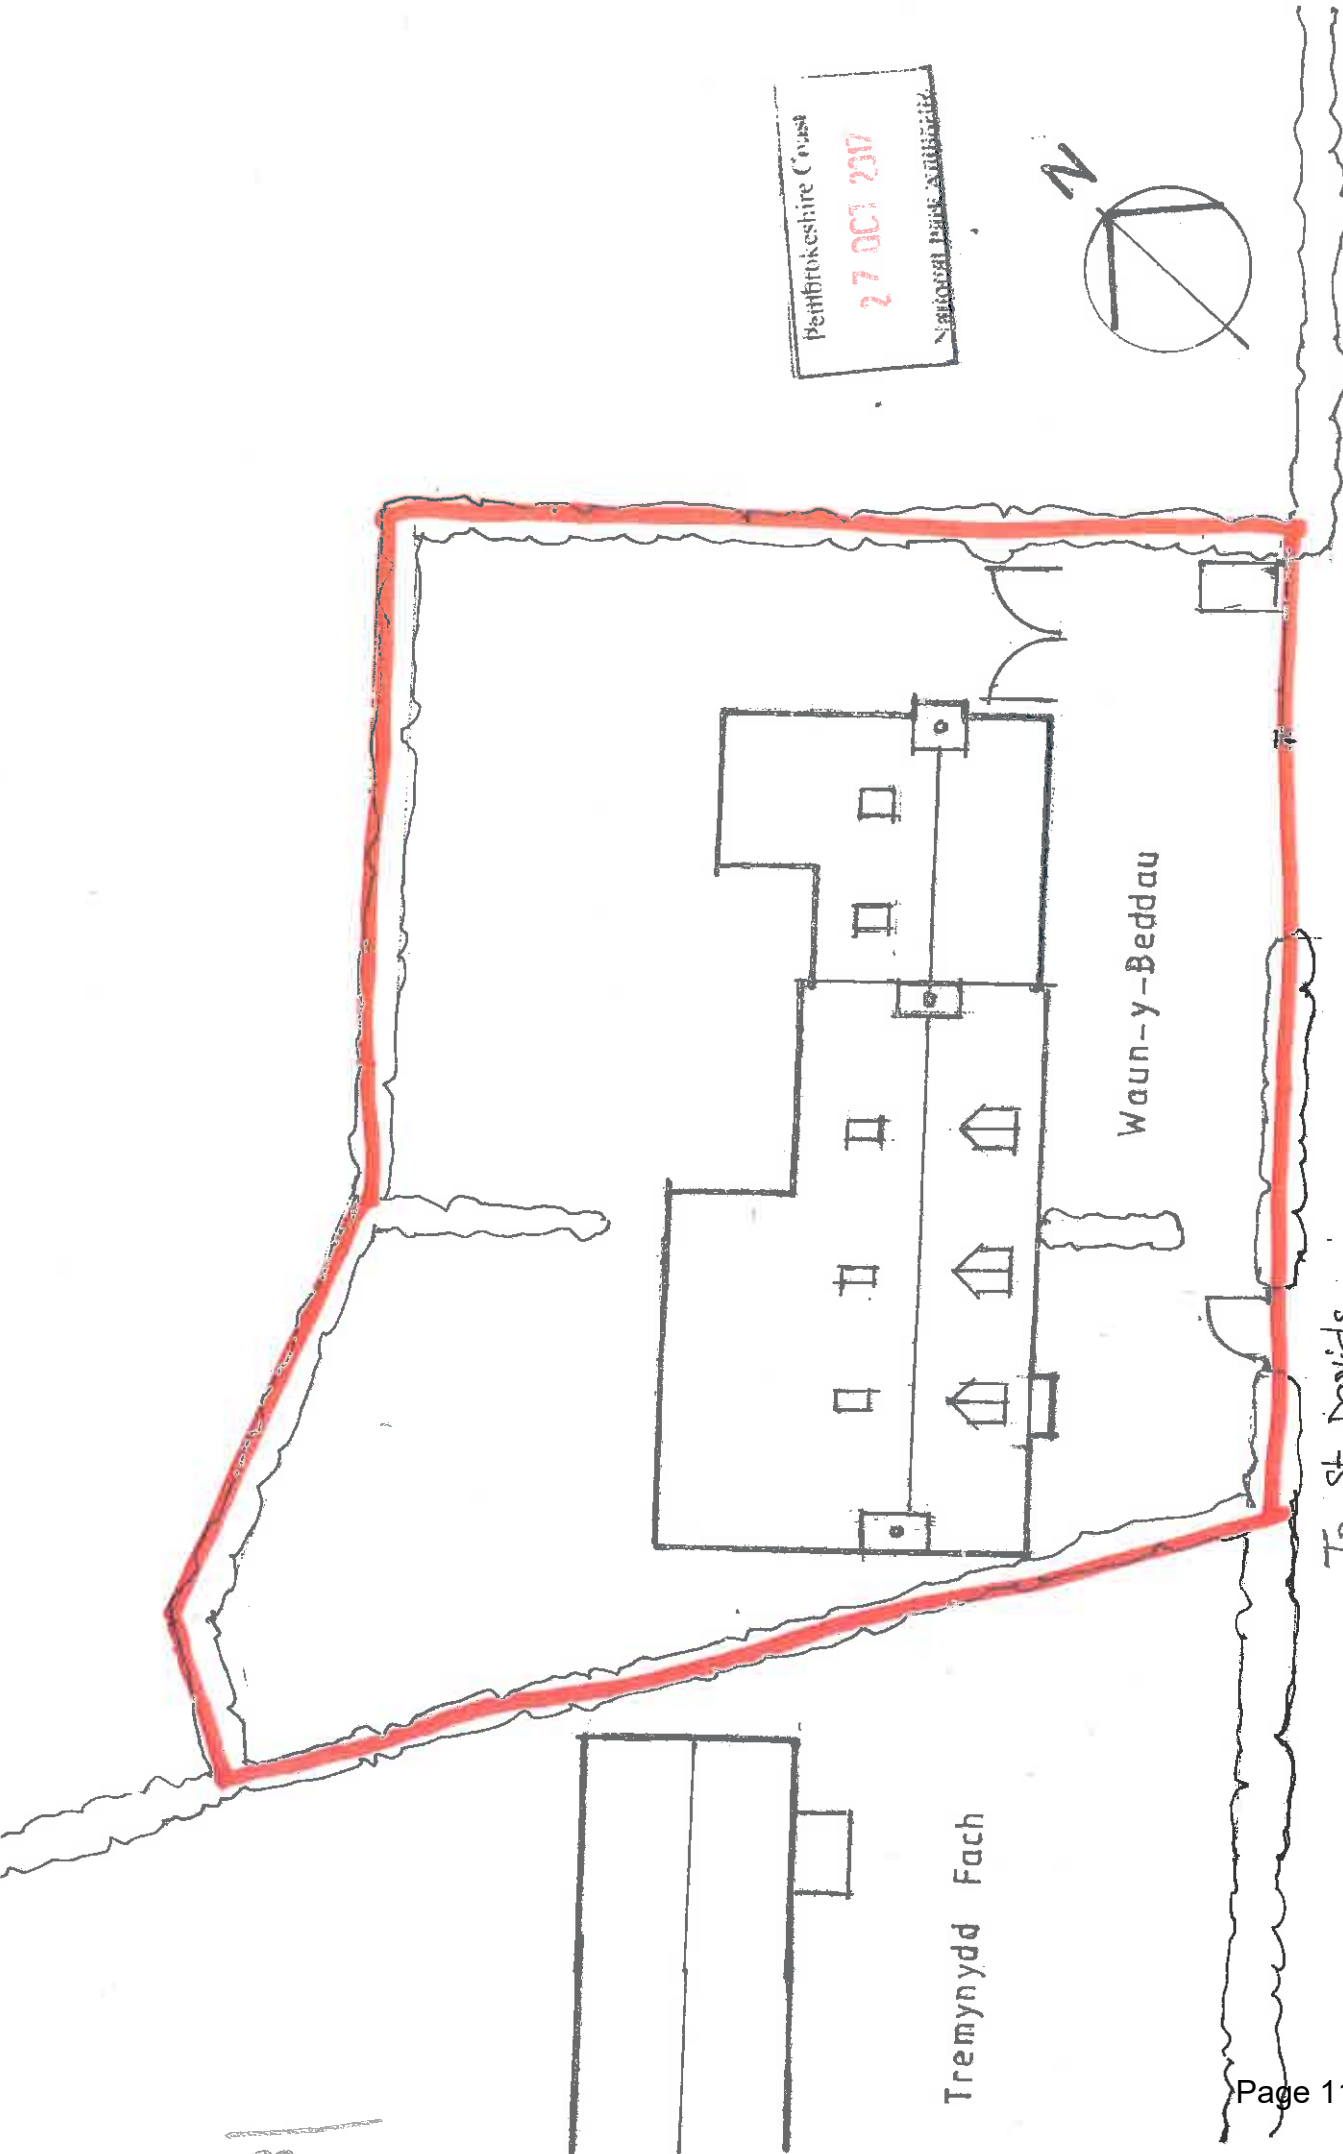 Pembrokeshire Coast
27 OCT 2017
National Park Authority
N
Waun-y-Beddau
To St Davids
Tremynydd Fach
Page 11